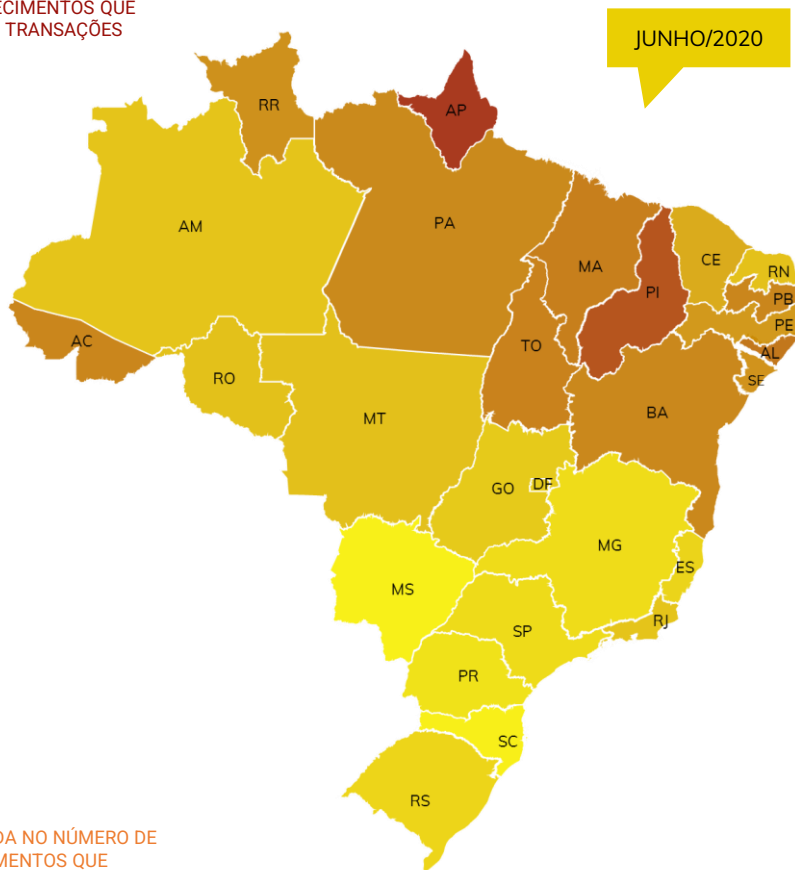 ECIMENTOS QUE
TRANSAÇÕES
JUNHO/2020
RR
AP
AM
PA
MA
CE
RN
PI
PB
PE
AC
TO
AL
RO
SE
MT
BA
GO
DF
MG
ES
MS
RJ
SP
PR
SC
RS
DA NO NÚMERO DE
MENTOS QUE